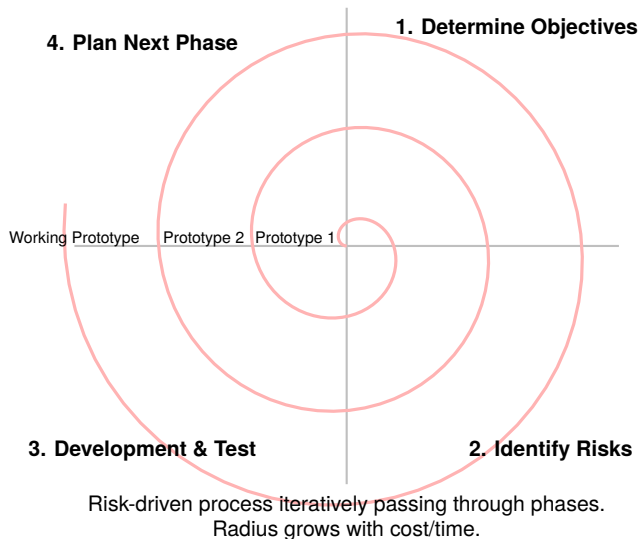 4. Plan Next Phase
1. Determine Objectives
Working Prototype
Prototype 2
Prototype 1
3. Development & Test
2. Identify Risks
Risk-driven process iteratively passing through phases.
Radius grows with cost/time.